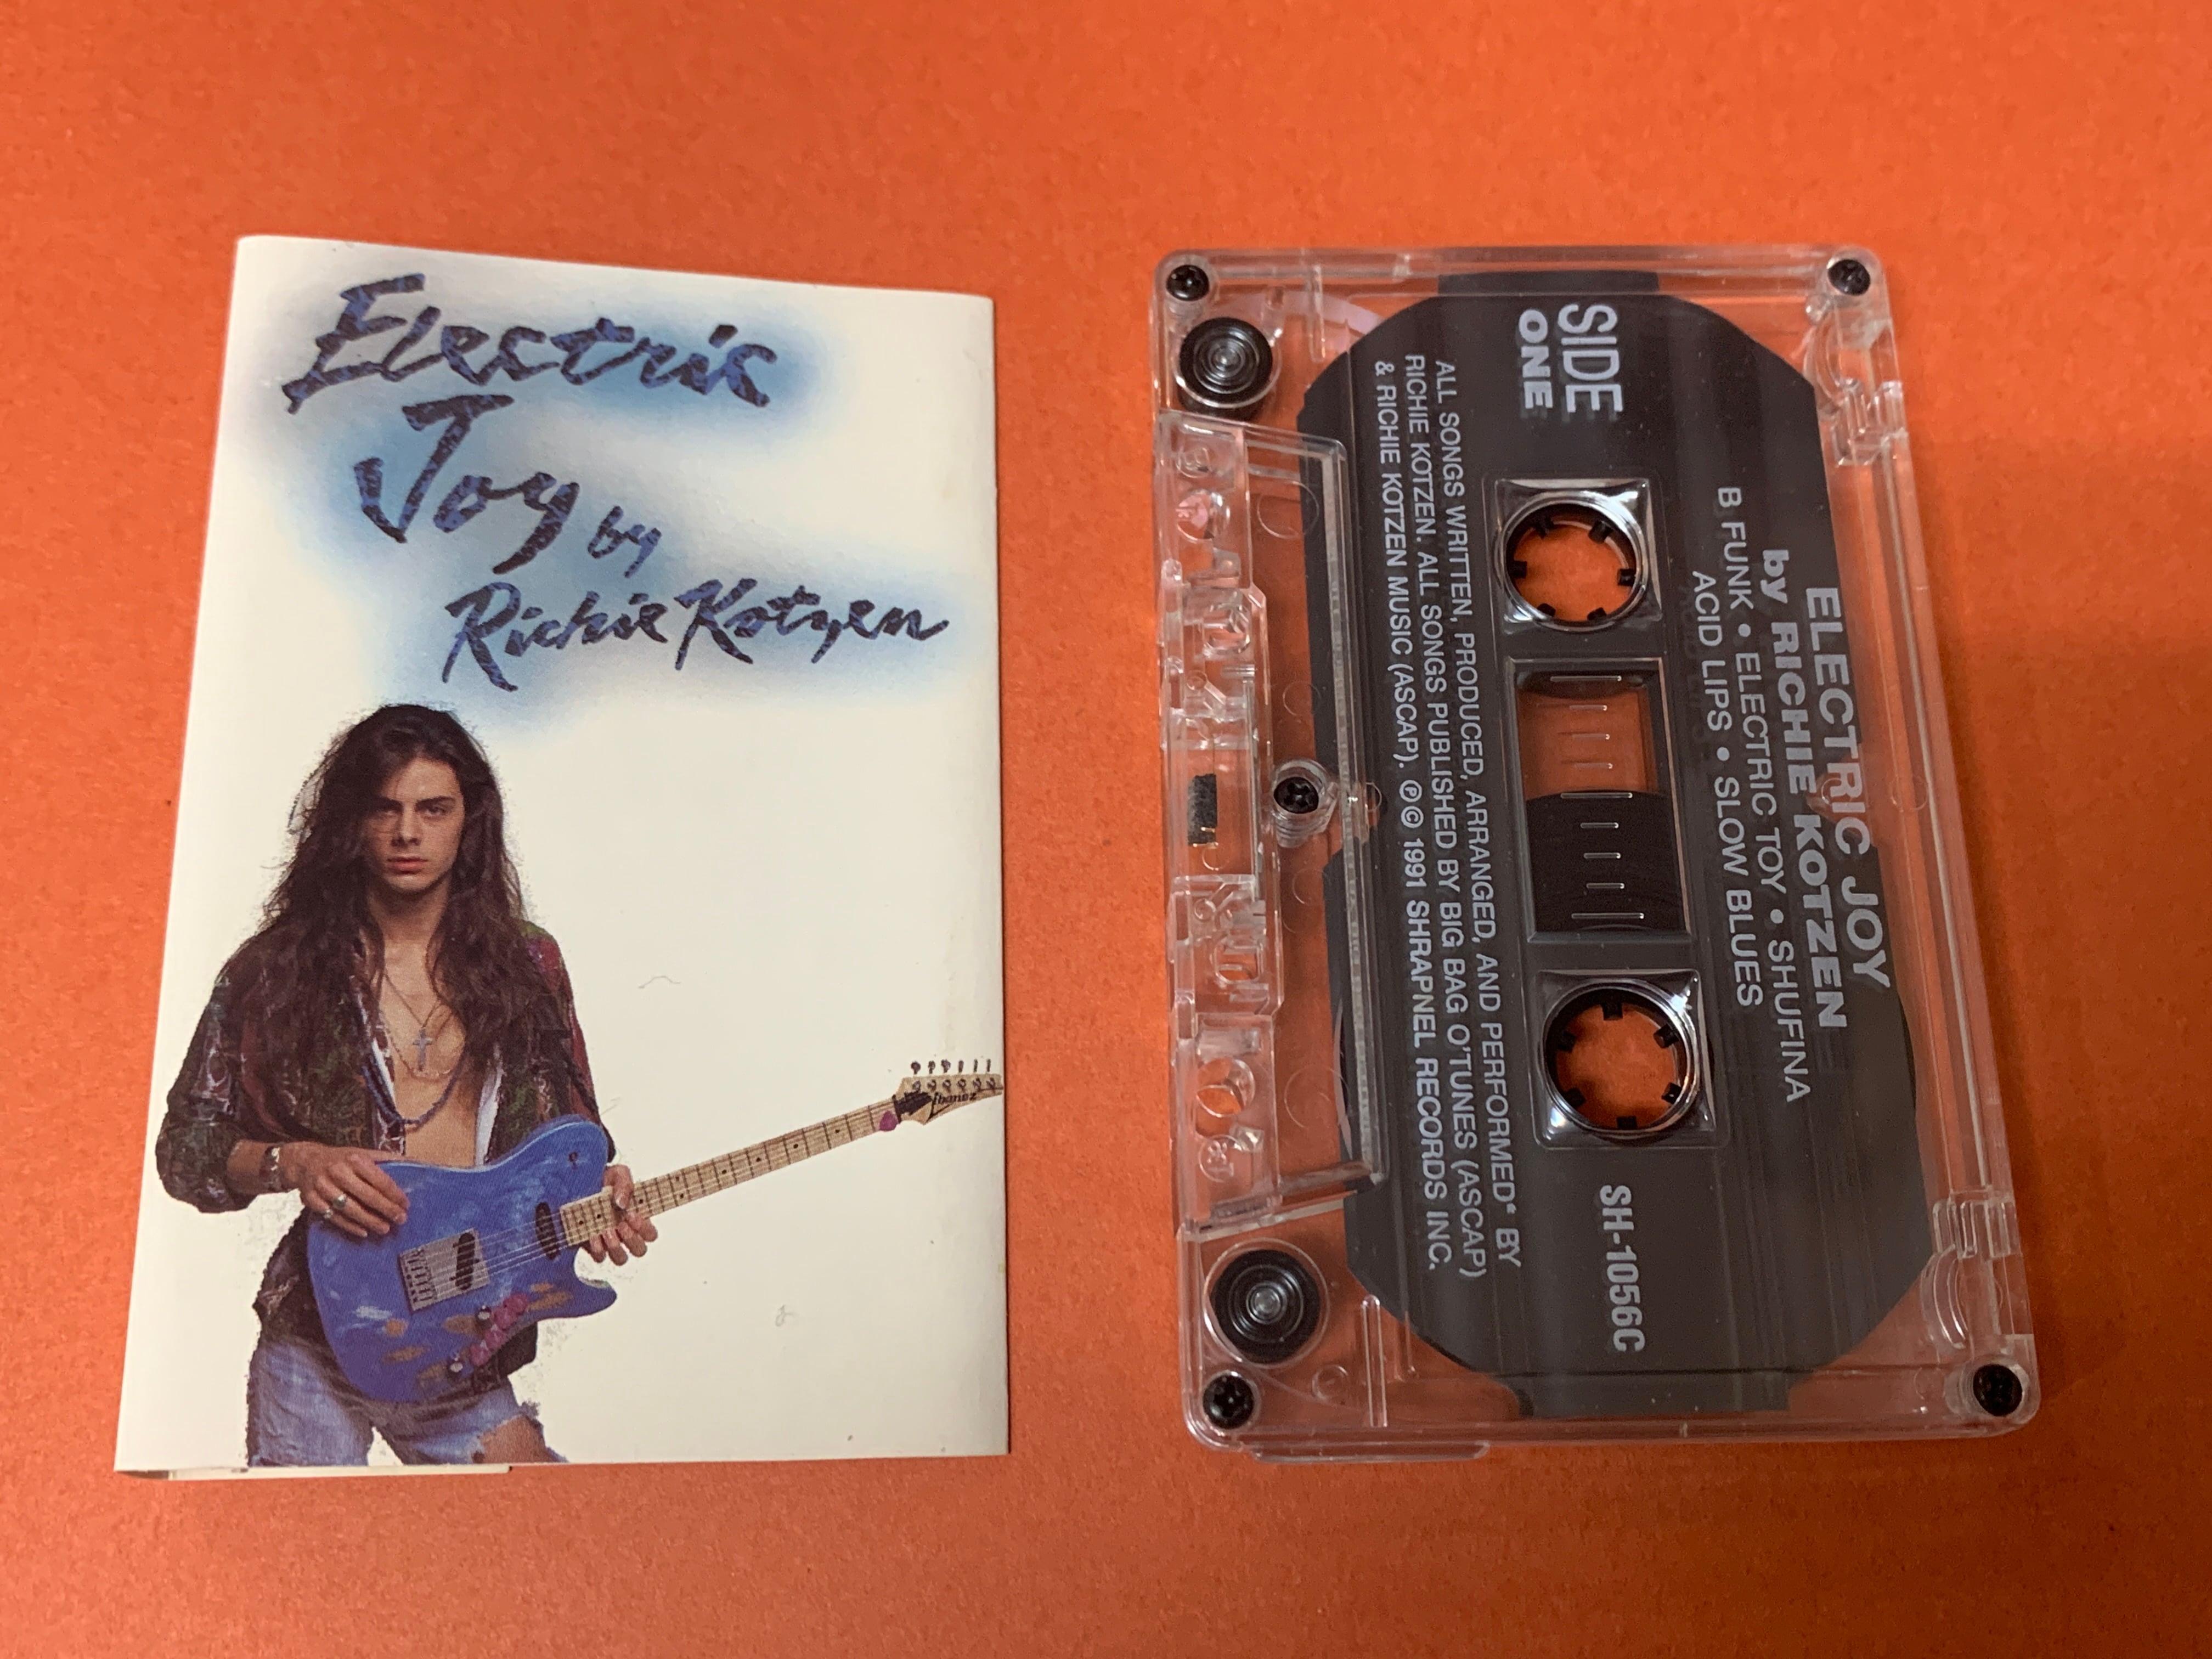 Electric
Joy by
Richie Kotzen
Ibanez
SIDE
ONE
ELECTRIC JOY
by RICHIE KOTZEN
B FUNK • ELECTRIC TOY • SHUFINA
ACID LIPS • SLOW BLUES
SH-1056C
ALL SONGS WRITTEN, PRODUCED, ARRANGED, AND PERFORMED* BY
RICHIE KOTZEN. ALL SONGS PUBLISHED BY BIG BAG O'TUNES (ASCAP)
& RICHIE KOTZEN MUSIC (ASCAP). ℗© 1991 SHRAPNEL RECORDS INC.